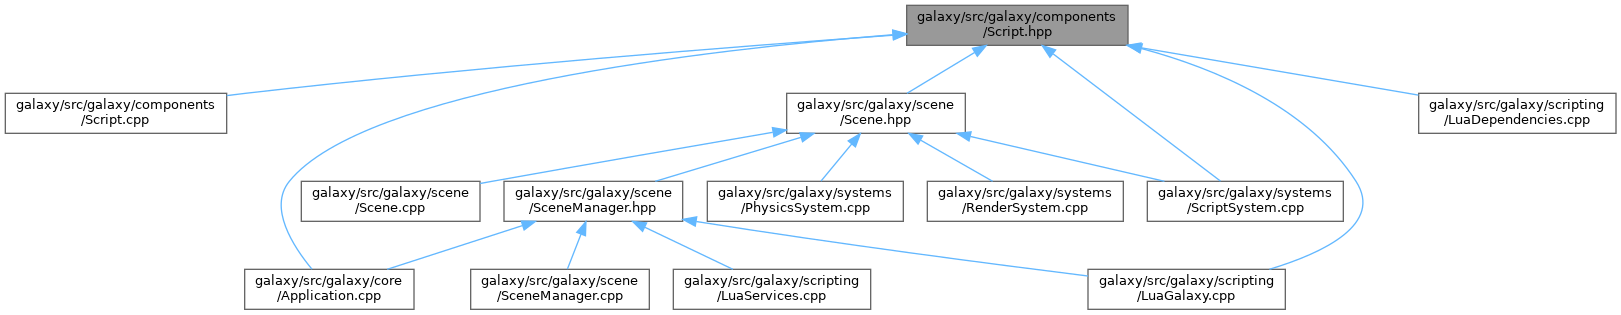 galaxy/src/galaxy/components
/Script.hpp
galaxy/src/galaxy/components
/Script.cpp
galaxy/src/galaxy/scene
/Scene.hpp
galaxy/src/galaxy/scripting
/LuaDependencies.cpp
galaxy/src/galaxy/scene
/Scene.cpp
galaxy/src/galaxy/scene
/SceneManager.hpp
galaxy/src/galaxy/systems
/PhysicsSystem.cpp
galaxy/src/galaxy/systems
/RenderSystem.cpp
galaxy/src/galaxy/systems
/ScriptSystem.cpp
galaxy/src/galaxy/core
/Application.cpp
galaxy/src/galaxy/scene
/SceneManager.cpp
galaxy/src/galaxy/scripting
/LuaServices.cpp
galaxy/src/galaxy/scripting
/LuaGalaxy.cpp